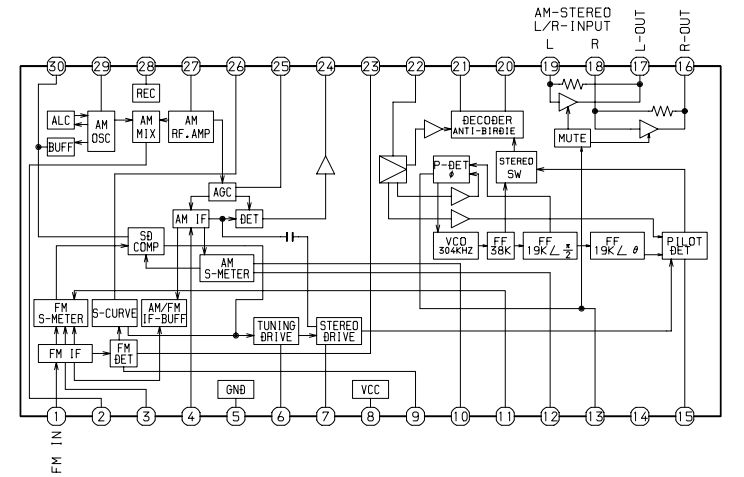 AM-STEREO
L/R-INPUT
L R
L-OUT
R-OUT
30 29 28 27 26 25 24 23 22 21 20 19 18 17 16
REC
ALC
AM
OSC
AM
MIX
AM
RF.AMP
BUFF
DECODER
ANTI-BIRDIE
MUTE
P-DET
φ
STEREO
SW
AGC
AM IF
DET
SD
COMP
AM
S-METER
VCO
304KHZ
FF
38K
FF
19K∠ π/2
FF
19K∠ θ
PILOT
DET
FM
S-METER
S-CURVE
AM/FM
IF-BUFF
TUNING
DRIVE
STEREO
DRIVE
FM IF
FM
DET
GND
VCC
1 2 3 4 5 6 7 8 9 10 11 12 13 14 15
FM IN